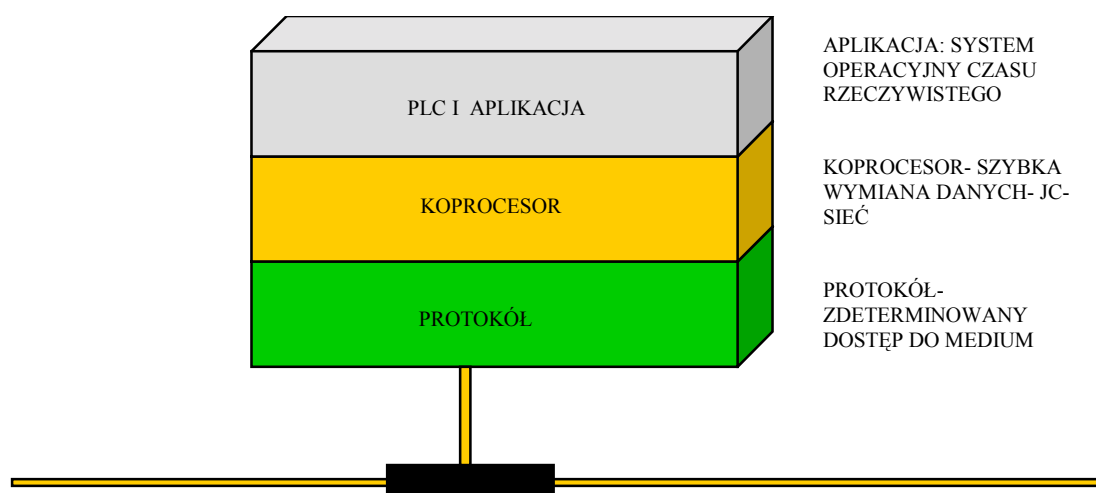 APLIKACJA: SYSTEM
OPERACYJNY CZASU
RZECZYWISTEGO
PLC I APLIKACJA
KOPROCESOR- SZYBKA
WYMIANA DANYCH- JC-
SIEĆ
KOPROCESOR
PROTOKÓŁ-
ZDETERMINOWANY
DOSTĘP DO MEDIUM
PROTOKÓŁ